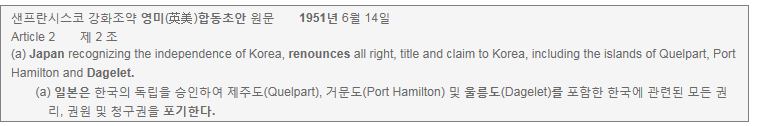 샌프란시스코 강화조약 영미(英美)합동초안 원문 1951년 6월 14일
Article 2 제 2 조
(a) Japan recognizing the independence of Korea, renounces all right, title and claim to Korea, including the islands of Quelpart, Port
Hamilton and Dagelet.
(a) 일본은 한국의 독립을 승인하여 제주도(Quelpart), 거문도(Port Hamilton) 및 울릉도(Dagelet)를 포함한 한국에 관련된 모든 권
리, 권원 및 청구권을 포기한다.